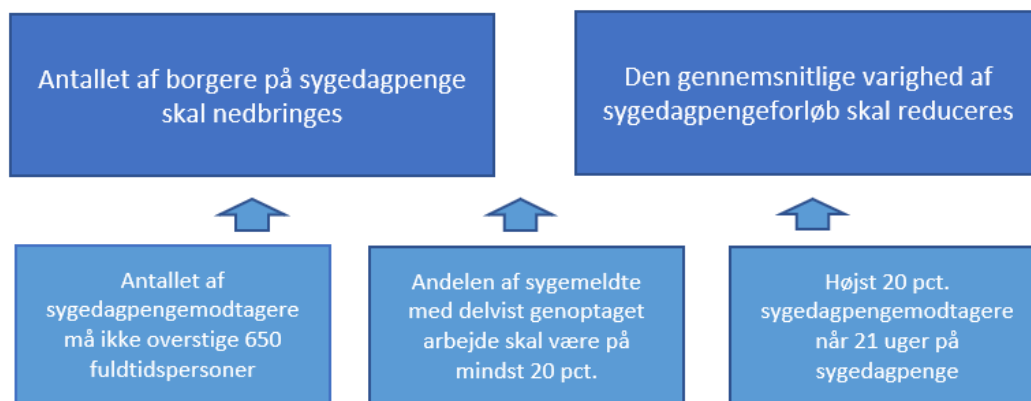 Antallet af borgere på sygedagpenge
skal nedbringes
Den gennemsnitlige varighed af
sygedagpengeforløb skal reduceres
Antallet af
sygedagpengemodtagere
må ikke overstige 650
fuldtidspersoner
Andelen af sygemeldte
med delvist genoptaget
arbejde skal være på
mindst 20 pct.
Højst 20 pct.
sygedagpengemodtagere
når 21 uger på
sygedagpenge